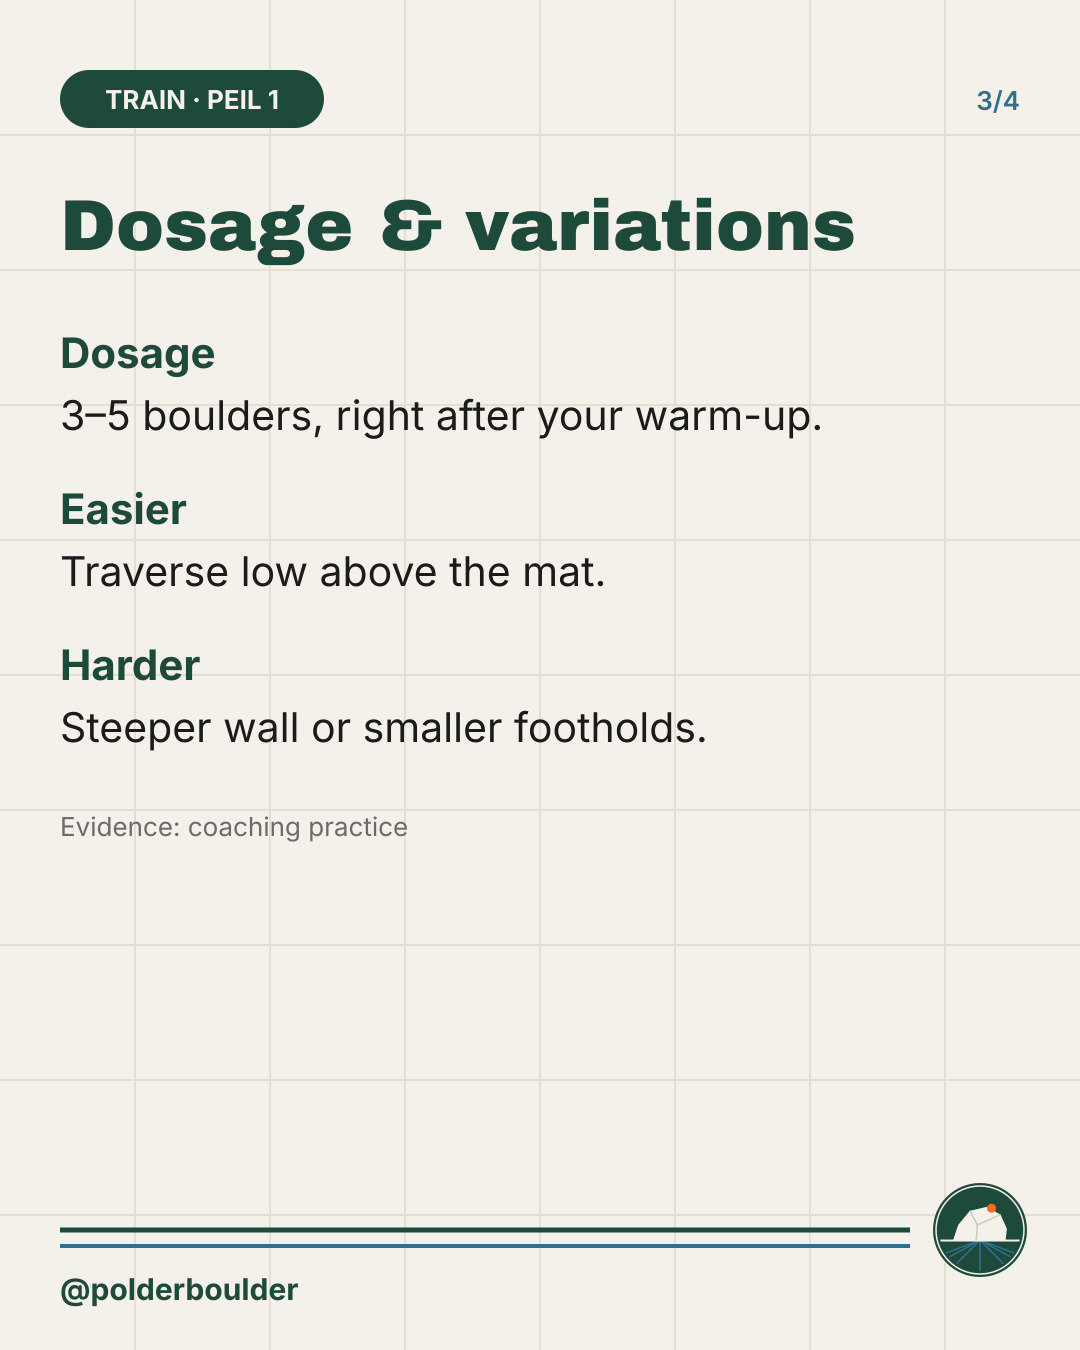 TRAIN · PEIL 1
3/4
Dosage & variations
Dosage
3–5 boulders, right after your warm-up.
Easier
Traverse low above the mat.
Harder
Steeper wall or smaller footholds.
Evidence: coaching practice
@polderboulder